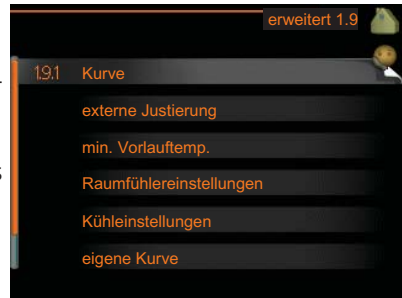 erweitert 1.9
1.9.1 Kurve
externe Justierung
min. Vorlauftemp.
Raumfühlereinstellungen
Kühleinstellungen
eigene Kurve